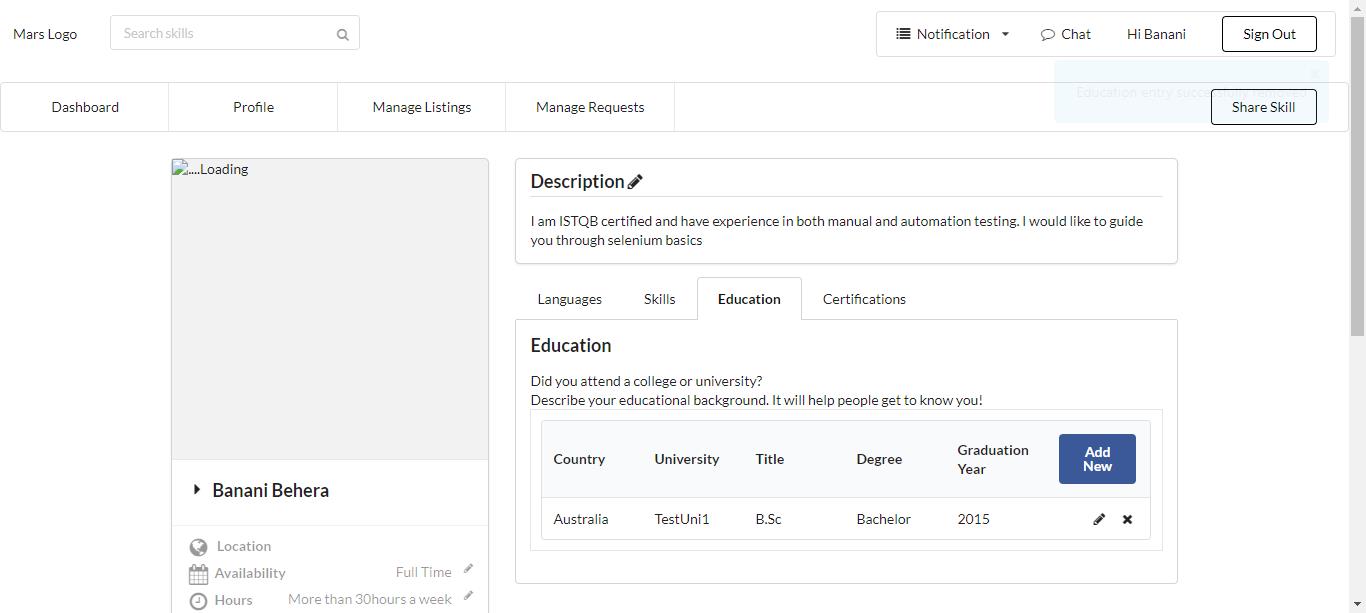 Mars Logo
Search skills
Notification
Chat
Hi Banani
Sign Out
Education entry successfully removed
Dashboard
Profile
Manage Listings
Manage Requests
Share Skill
....Loading
Description
I am ISTQB certified and have experience in both manual and automation testing. I would like to guide
you through selenium basics
Languages
Skills
Education
Certifications
Education
Did you attend a college or university?
Describe your educational background. It will help people get to know you!
Country
University
Title
Degree
Graduation
Year
Add
New
Australia
TestUni1
B.Sc
Bachelor
2015
Banani Behera
Location
Availability
Full Time
Hours
More than 30hours a week